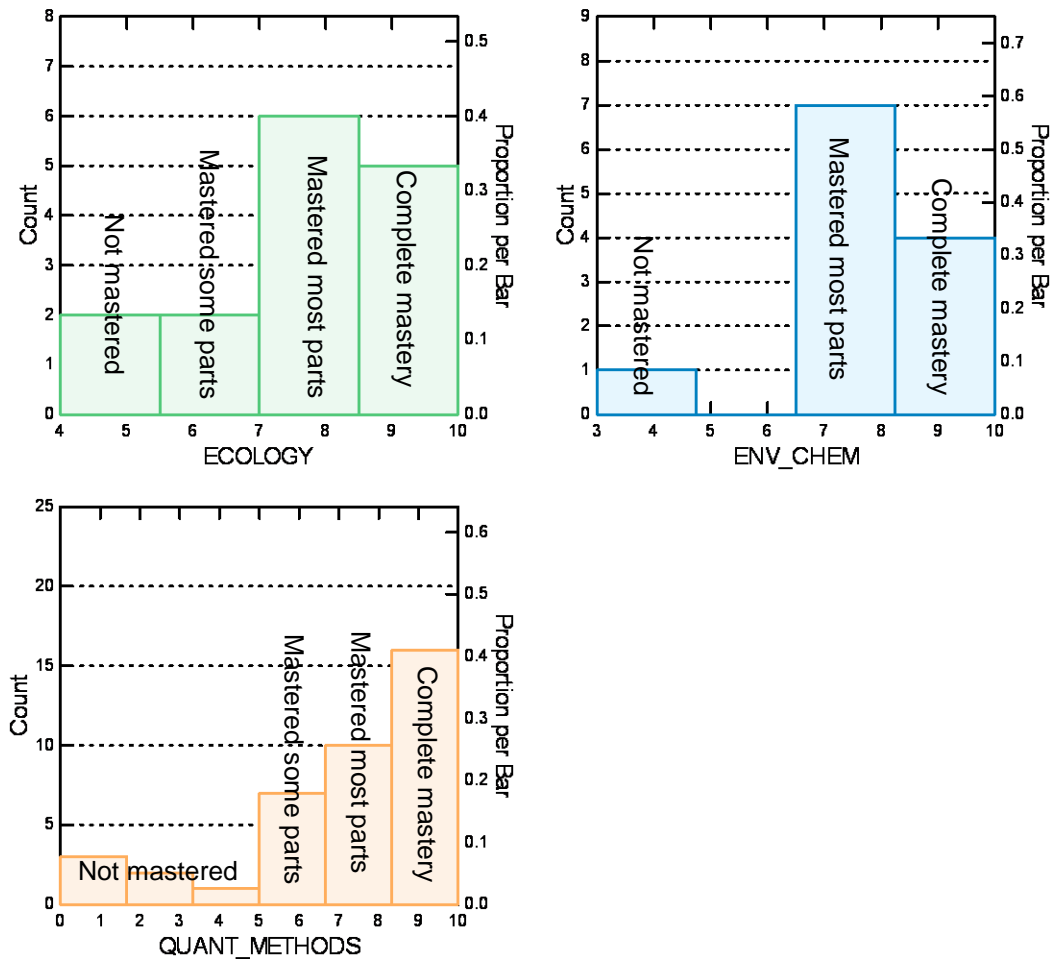 8
7
6
5
4
3
2
1
0
Count
Not mastered
Mastered some parts
Mastered most parts
Complete mastery
0.5
0.4
0.3
0.2
0.1
0.0
Proportion per Bar
4 5 6 7 8 9 10
ECOLOGY
9
8
7
6
5
4
3
2
1
0
Count
Not mastered
Mastered most parts
Complete mastery
0.7
0.6
0.5
0.4
0.3
0.2
0.1
0.0
Proportion per Bar
3 4 5 6 7 8 9 10
ENV_CHEM
25
20
15
10
5
0
Count
Not mastered
Mastered some parts
Mastered most parts
Complete mastery
0.6
0.5
0.4
0.3
0.2
0.1
0.0
Proportion per Bar
0 1 2 3 4 5 6 7 8 9 10
QUANT_METHODS